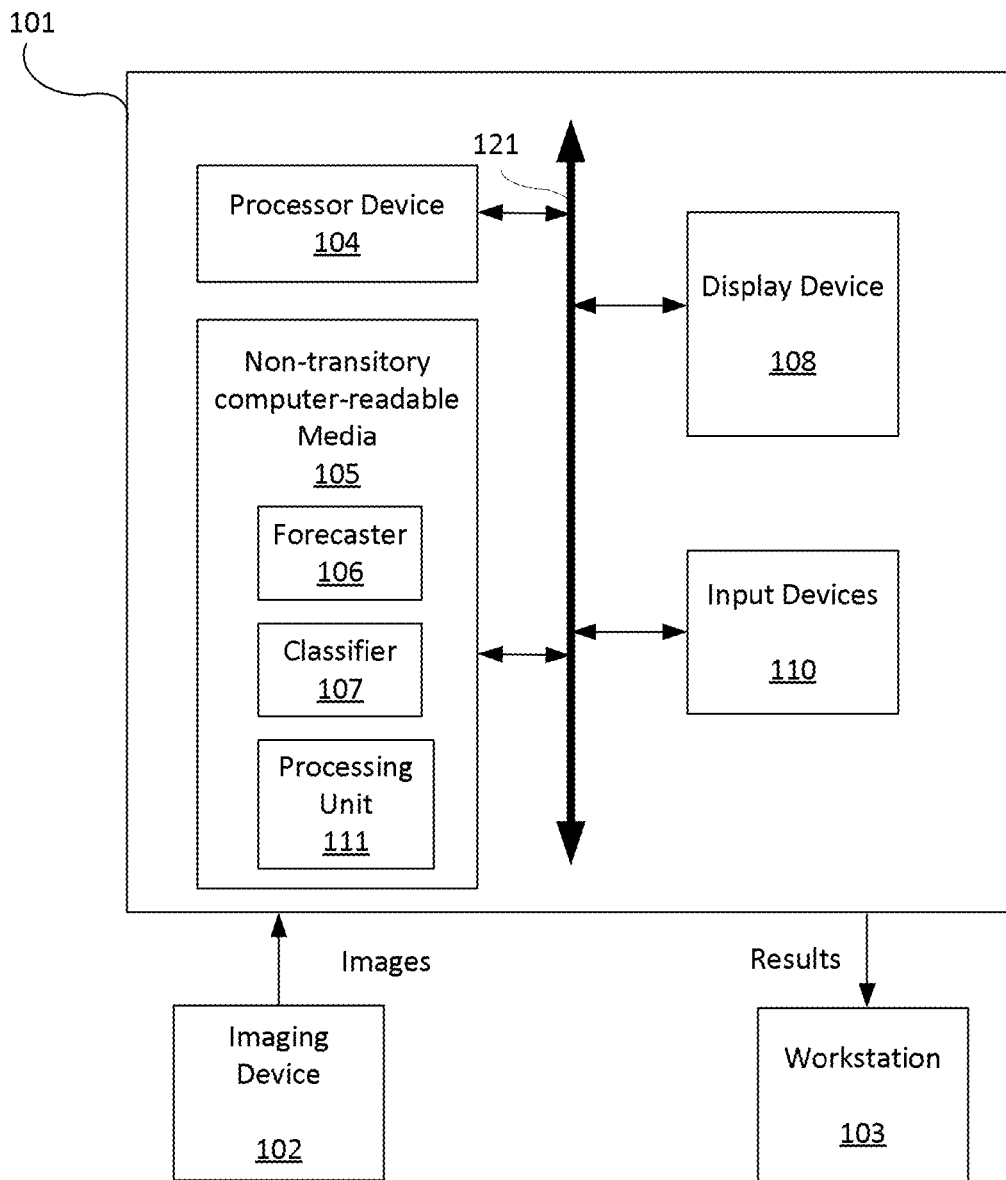 101
121
Processor Device
104
Display Device
108
Non-transitory
computer-readable
Media
105
Forecaster
106
Classifier
107
Processing
Unit
111
Input Devices
110
Images
Results
Imaging
Device
102
Workstation
103